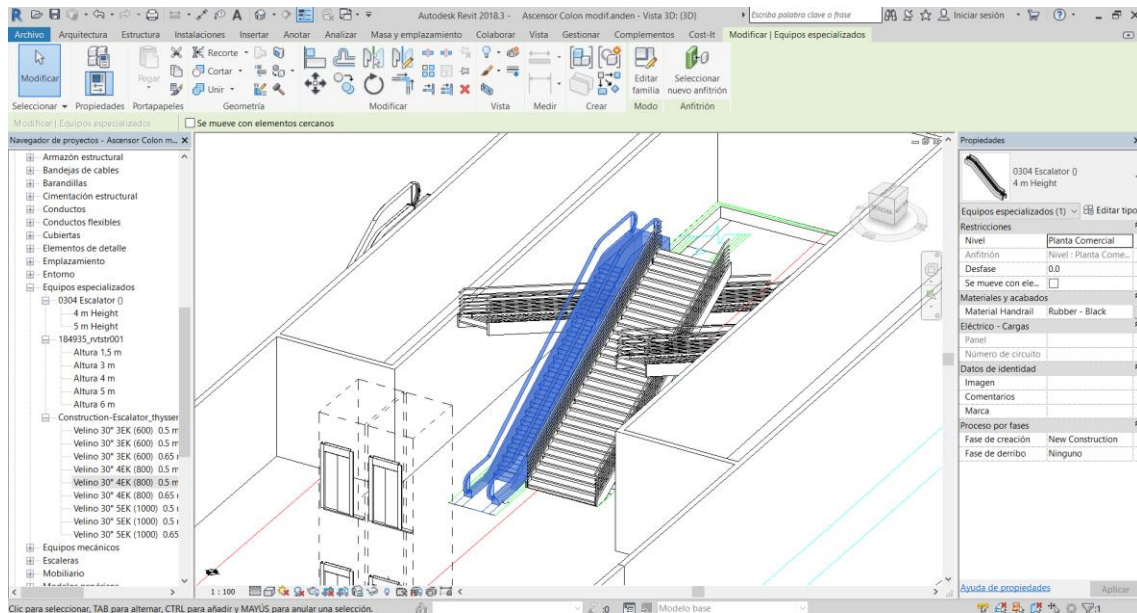 Autodesk Revit 2018.3 - Ascensor Colon modif.anden - Vista 3D: {3D}
Escriba palabra clave o frase
Iniciar sesión
Archivo Arquitectura Estructura Instalaciones Insertar Anotar Analizar Masa y emplazamiento Colaborar Vista Gestionar Complementos Cost-It Modificar | Equipos especializados
Modificar
Pegar
Recorte
Cortar
Unir
Editar familia
Seleccionar nuevo anfitrión
Seleccionar Propiedades Portapapeles Geometría Modificar Vista Medir Crear Modo Anfitrión
Modificar | Equipos especializados
Se mueve con elementos cercanos
Navegador de proyectos - Ascensor Colon m...
Armazón estructural
Bandejas de cables
Barandillas
Cimentación estructural
Conductos
Conductos flexibles
Cubiertas
Elementos de detalle
Emplazamiento
Entorno
Equipos especializados
0304 Escalator ()
4 m Height
5 m Height
184935_rvtstr001
Altura 1,5 m
Altura 3 m
Altura 4 m
Altura 5 m
Altura 6 m
Construction-Escalator_thysser
Velino 30° 3EK (600) 0.5 m
Velino 30° 3EK (600) 0.65 m
Velino 30° 4EK (800) 0.5 m
Velino 30° 4EK (800) 0.5 m
Velino 30° 4EK (800) 0.65
Velino 30° 5EK (1000) 0.5
Velino 30° 5EK (1000) 0.65
Equipos mecánicos
Escaleras
Mobiliario
1 : 100
Propiedades
0304 Escalator ()
4 m Height
Equipos especializados (1)
Editar tipo
Restricciones
Nivel Planta Comercial
Anfitrión Nivel : Planta Come...
Desfase 0.0
Se mueve con ele...
Materiales y acabados
Material Handrail Rubber - Black
Eléctrico - Cargas
Panel
Número de circuito
Datos de identidad
Imagen
Comentarios
Marca
Proceso por fases
Fase de creación New Construction
Fase de derribo Ninguno
Ayuda de propiedades
Aplicar
Clic para seleccionar, TAB para alternar, CTRL para añadir y MAYÚS para anular una selección.
:0
Modelo base
:1